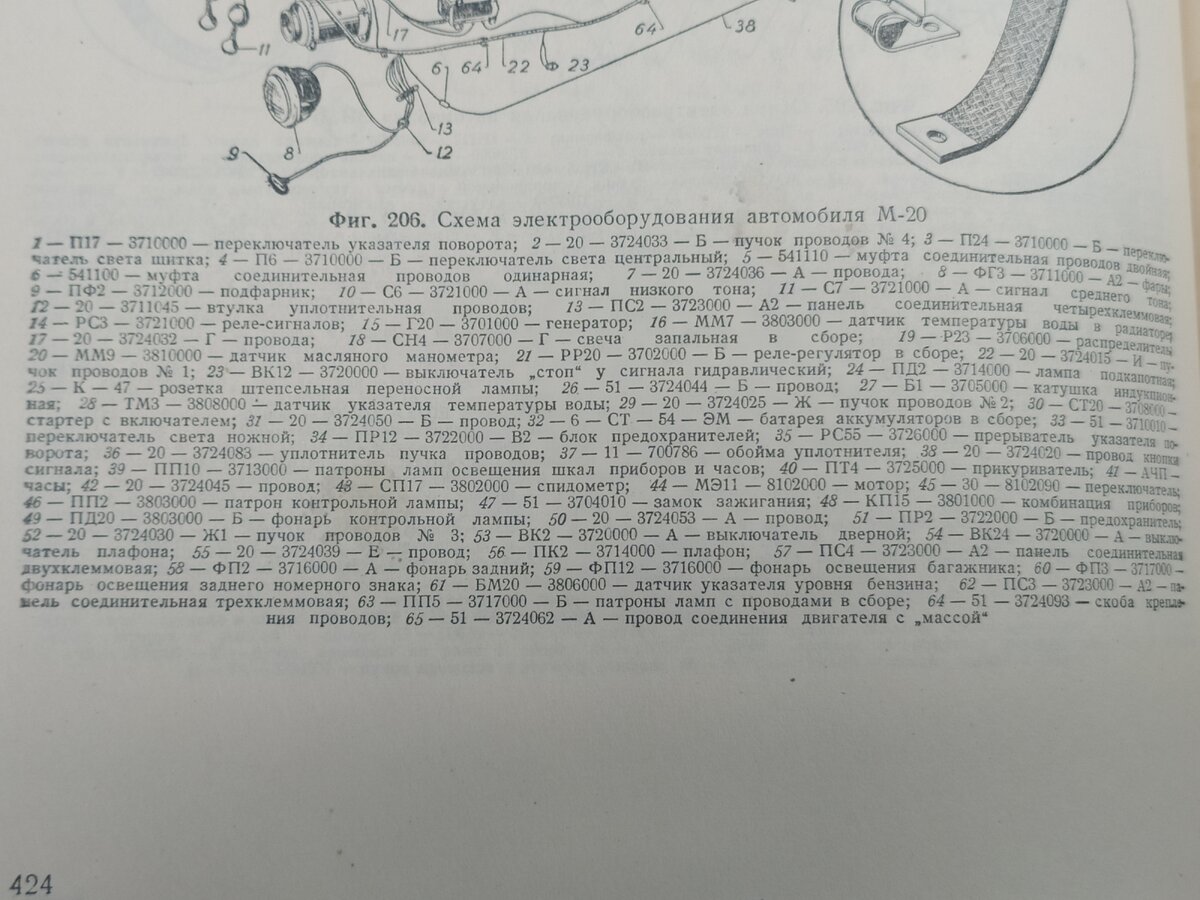 17
64
38
11
6
64
22
23
13
12
8
9
Фиг. 206. Схема электрооборудования автомобиля М-20
1 — П17 — 3710000 — переключатель указателя поворота; 2 — 20 — 3724033 — Б — пучок проводов № 4; 3 — П24 — 3710000 — Б — переклю-
чатель света щитка; 4 — П6 — 3710000 — Б — переключатель света центральный; 5 — 541110 — муфта соединительная проводов двойная;
6 — 541100 — муфта соединительная проводов одинарная; 7 — 20 — 3724036 — А — провода; 8 — ФГ3 — 3711000 — А2 — фары;
9 — ПФ2 — 3712000 — подфарник; 10 — С6 — 3721000 — А — сигнал низкого тона; 11 — С7 — 3721000 — А — сигнал среднего тона;
12 — 20 — 3711045 — втулка уплотнительная проводов; 13 — ПС2 — 3723000 — А2 — панель соединительная четырехклеммовая;
14 — РС3 — 3721000 — реле-сигналов; 15 — Г20 — 3701000 — генератор; 16 — ММ7 — 3803000 — датчик температуры воды в радиаторе;
17 — 20 — 3724032 — Г — провода; 18 — СН4 — 3707000 — Г — свеча запальная в сборе; 19 — Р23 — 3706000 — распределитель
20 — ММ9 — 3810000 — датчик масляного манометра; 21 — РР20 — 3702000 — Б — реле-регулятор в сборе; 22 — 20 — 3724015 — И — пу-
чок проводов № 1; 23 — ВК12 — 3720000 — выключатель „стоп“ у сигнала гидравлический; 24 — ПД2 — 3714000 — лампа подкапотная;
25 — К — 47 — розетка штепсельная переносной лампы; 26 — 51 — 3724044 — Б — провод; 27 — Б1 — 3705000 — катушка индукцион-
ная; 28 — ТМ3 — 3808000 — датчик указателя температуры воды; 29 — 20 — 3724025 — Ж — пучок проводов № 2; 30 — СТ20 — 3708000 —
стартер с включателем; 31 — 20 — 3724050 — Б — провод; 32 — 6 — СТ — 54 — ЭМ — батарея аккумуляторов в сборе; 33 — 51 — 3710010 —
переключатель света ножной; 34 — ПР12 — 3722000 — В2 — блок предохранителей; 35 — РС55 — 3726000 — прерыватель указателя по-
ворота; 36 — 20 — 3724083 — уплотнитель пучка проводов; 37 — 11 — 700786 — обойма уплотнителя; 38 — 20 — 3724020 — провод кнопки
сигнала; 39 — ПП10 — 3713000 — патроны ламп освещения шкал приборов и часов; 40 — ПТ4 — 3725000 — прикуриватель; 41 — АЧП —
часы; 42 — 20 — 3724045 — провод; 43 — СП17 — 3802000 — спидометр; 44 — МЭ11 — 8102000 — мотор; 45 — 30 — 8102090 — переключатель;
46 — ПП2 — 3803000 — патрон контрольной лампы; 47 — 51 — 3704010 — замок зажигания; 48 — КП15 — 3801000 — комбинация приборов;
49 — ПД20 — 3803000 — Б — фонарь контрольной лампы; 50 — 20 — 3724053 — А — провод; 51 — ПР2 — 3722000 — Б — предохранитель;
52 — 20 — 3724030 — Ж1 — пучок проводов № 3; 53 — ВК2 — 3720000 — А — выключатель дверной; 54 — ВК24 — 3720000 — А — выклю-
чатель плафона; 55 — 20 — 3724039 — Е — провод; 56 — ПК2 — 3714000 — плафон; 57 — ПС4 — 3723000 — А2 — панель соединительная
двухклеммовая; 58 — ФП2 — 3716000 — А — фонарь задний; 59 — ФП12 — 3716000 — фонарь освещения багажника; 60 — ФП3 — 3717000 —
фонарь освещения заднего номерного знака; 61 — БМ20 — 3806000 — датчик указателя уровня бензина; 62 — ПС3 — 3723000 — А2 — па-
нель соединительная трехклеммовая; 63 — ПП5 — 3717000 — Б — патроны ламп с проводами в сборе; 64 — 51 — 3724093 — скоба крепле-
ния проводов; 65 — 51 — 3724062 — А — провод соединения двигателя с „массой“
424